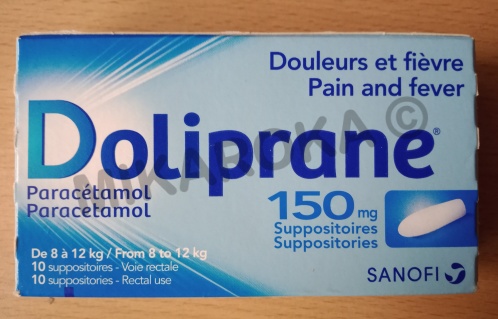 Douleurs et fièvre
Pain and fever
Doliprane®
MIKAROKA ©
Paracétamol
Paracetamol
150 mg
Suppositoires
Suppositories
De 8 à 12 kg / From 8 to 12 kg
10 suppositoires - Voie rectale
10 suppositories - Rectal use
SANOFI